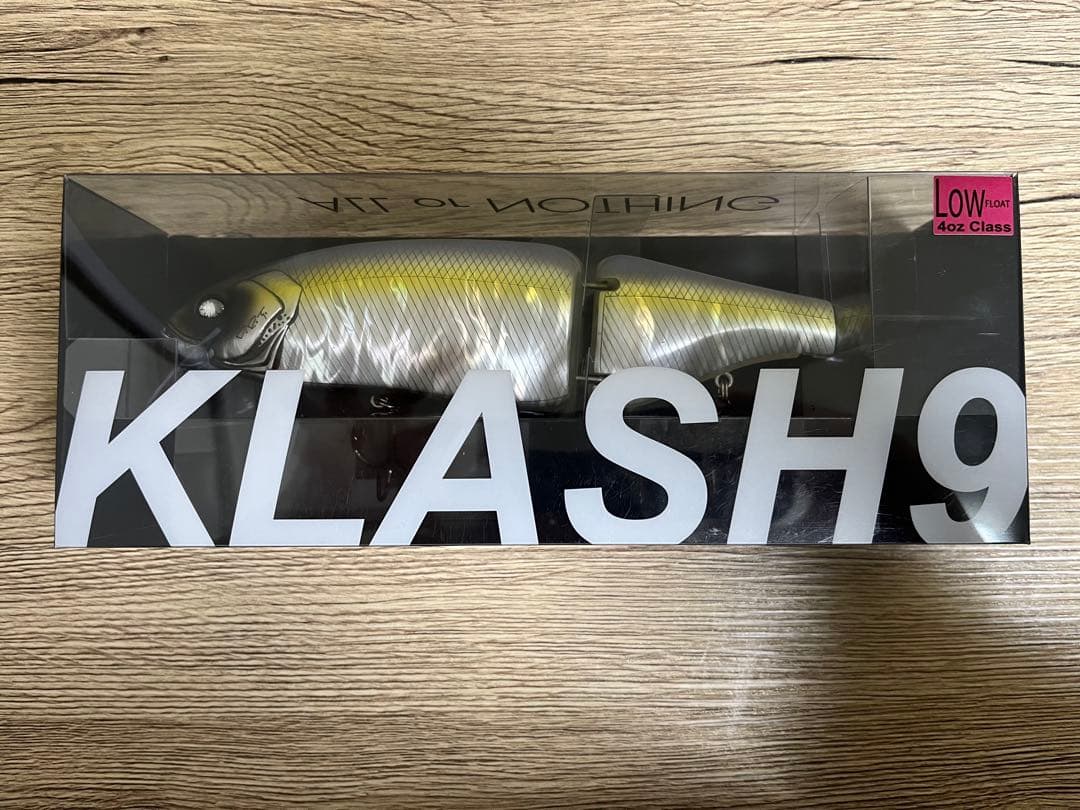 ALL or NOTHING
LOW FLOAT
4oz Class
KLASH9